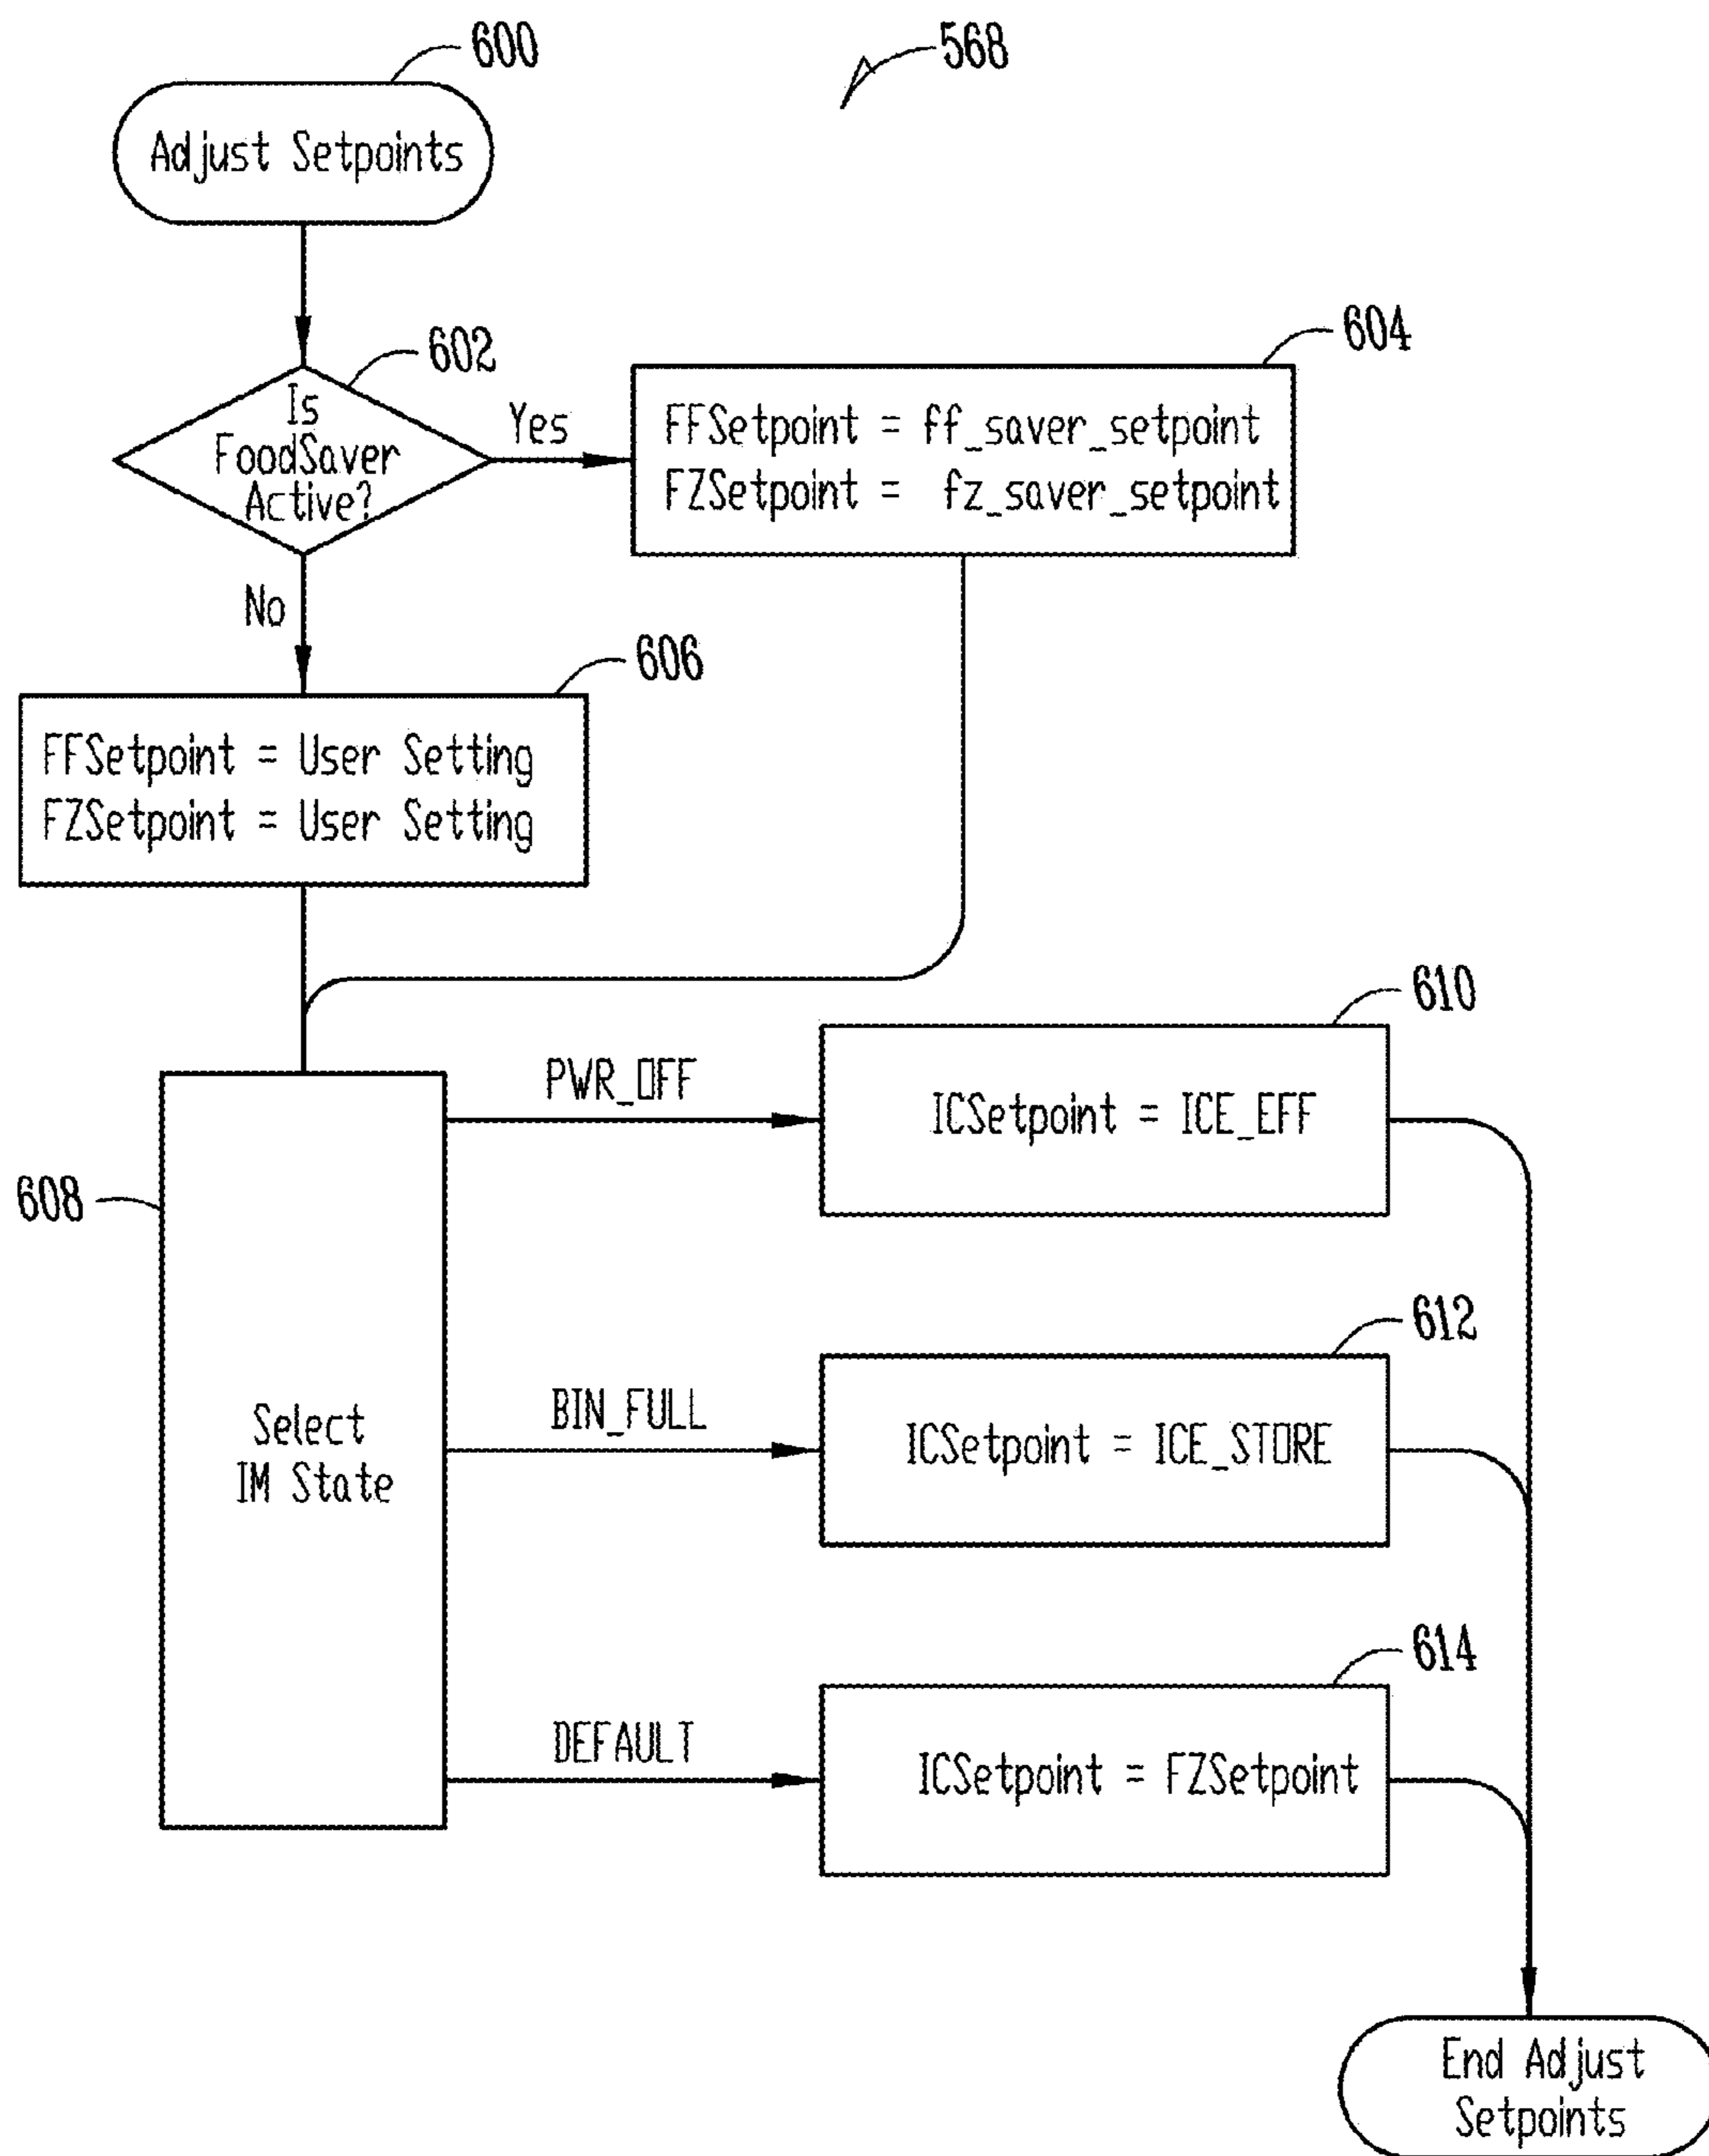 600
568
Adjust Setpoints
602
Is
FoodSaver
Active?
Yes
604
FFSetpoint = ff_saver_setpoint
FZSetpoint = fz_saver_setpoint
No
606
FFSetpoint = User Setting
FZSetpoint = User Setting
608
Select
IM State
PWR_OFF
610
ICSetpoint = ICE_EFF
BIN_FULL
612
ICSetpoint = ICE_STORE
DEFAULT
614
ICSetpoint = FZSetpoint
End Adjust
Setpoints